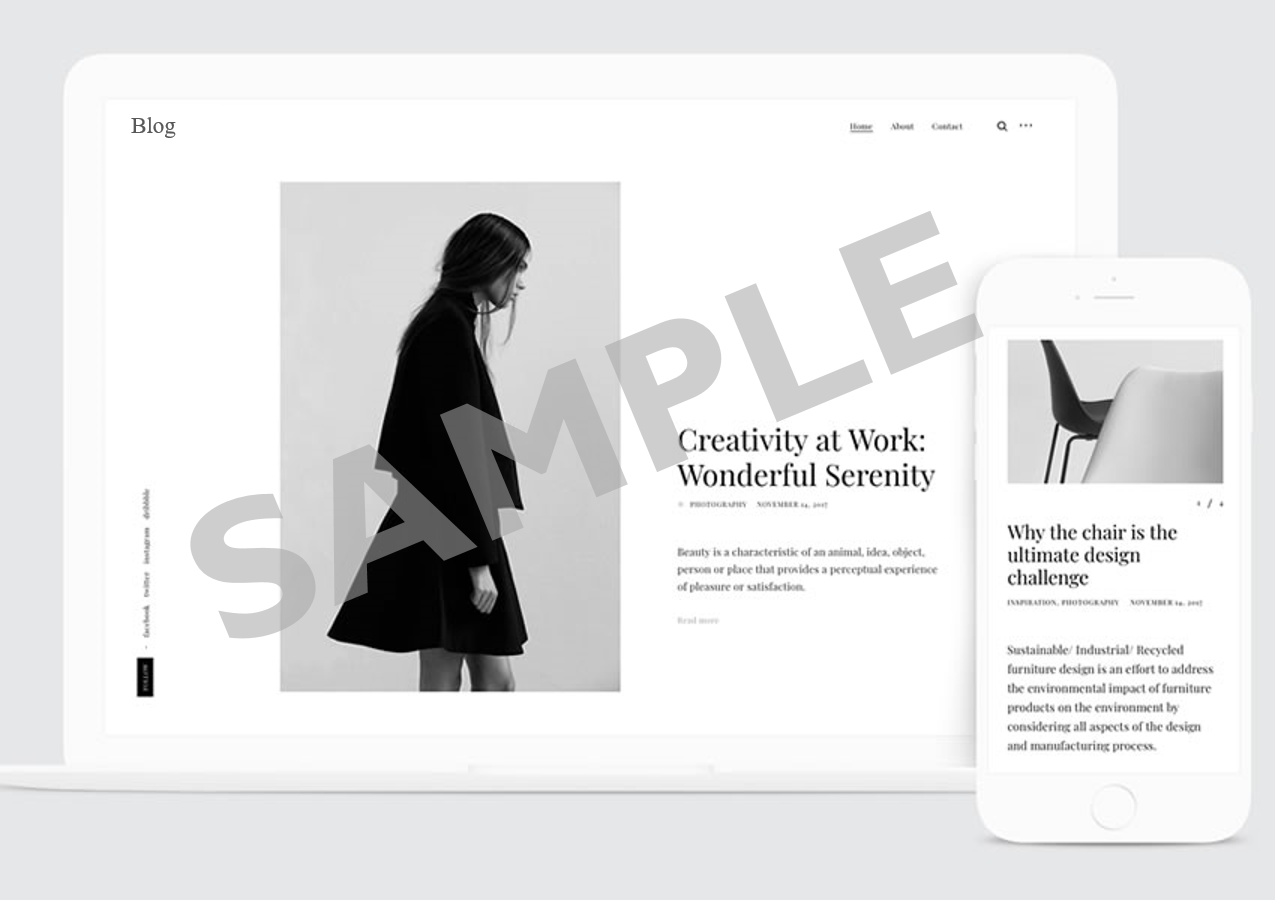 Blog
Home About Contact
SAMPLE
Creativity at Work:
Wonderful Serenity
PHOTOGRAPHY NOVEMBER 14, 2017
Beauty is a characteristic of an animal, idea, object,
person or place that provides a perceptual experience
of pleasure or satisfaction.
Read more
FOLLOW - facebook twitter instagram dribbble
Why the chair is the
ultimate design
challenge
INSPIRATION, PHOTOGRAPHY NOVEMBER 14, 2017
Sustainable/ Industrial/ Recycled
furniture design is an effort to address
the environmental impact of furniture
products on the environment by
considering all aspects of the design
and manufacturing process.